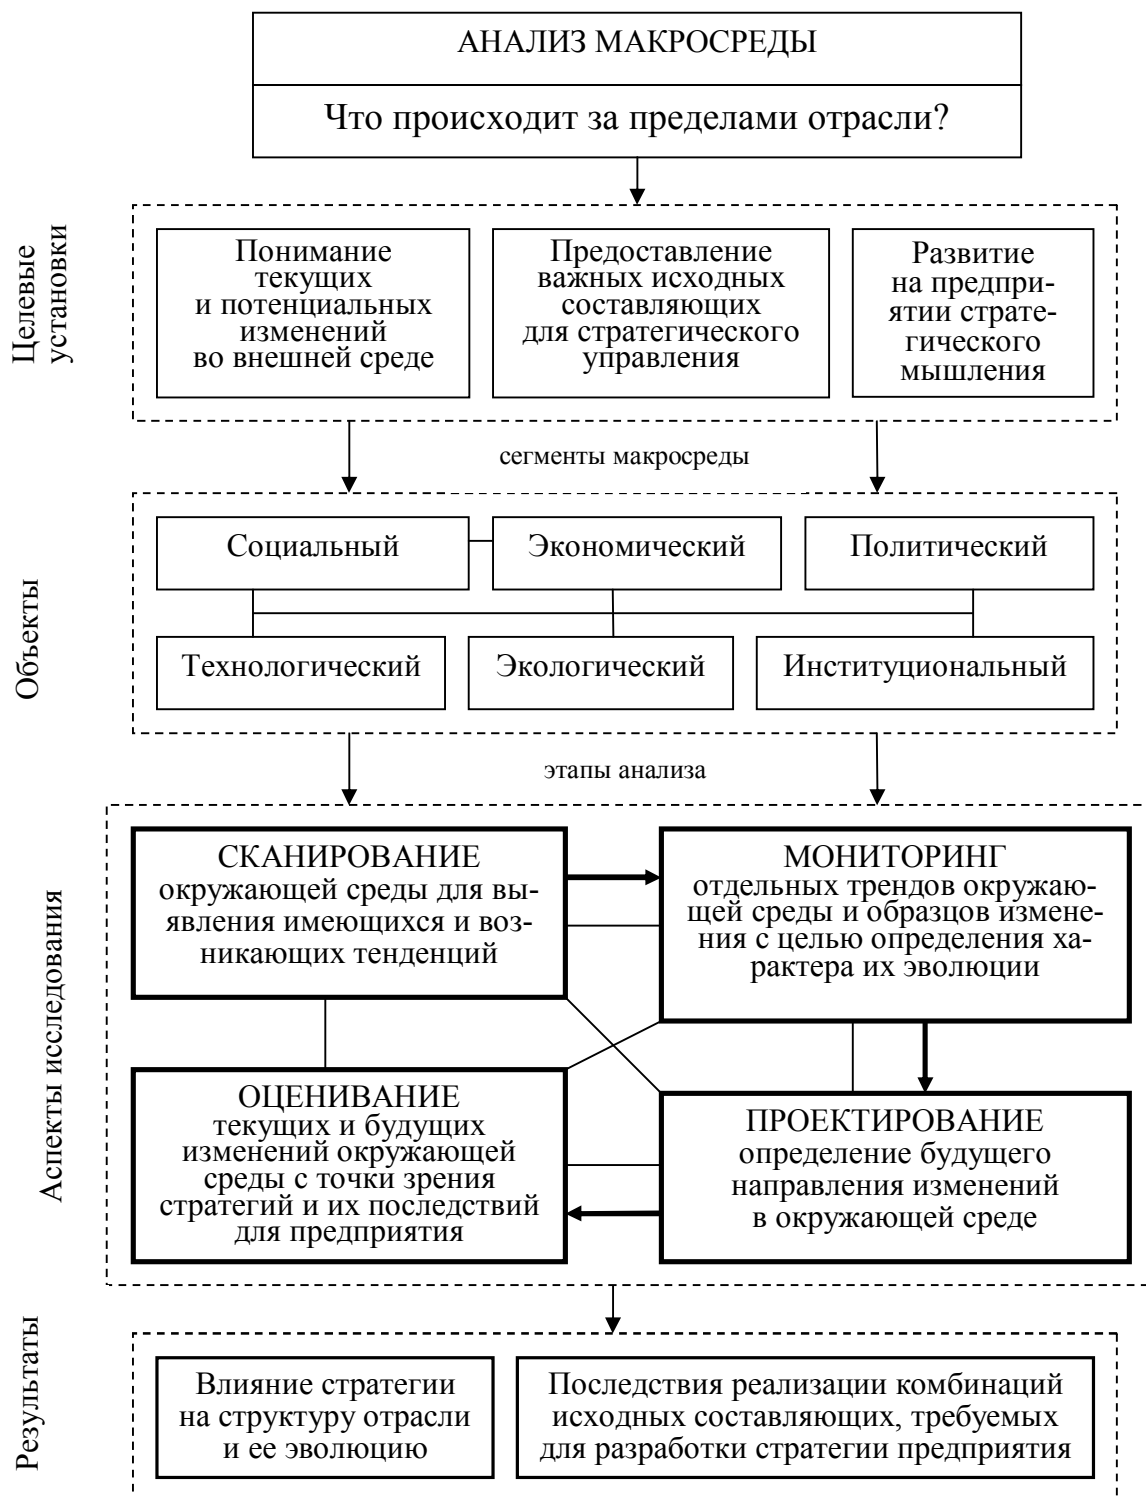 АНАЛИЗ МАКРОСРЕДЫ
Что происходит за пределами отрасли?
Целевые
установки
Понимание
текущих
и потенциальных
изменений
во внешней среде
Предоставление
важных исходных
составляющих
для стратегического
управления
Развитие
на предпри-
ятии страте-
гического
мышления
сегменты макросреды
Объекты
Социальный
Экономический
Политический
Технологический
Экологический
Институциональный
этапы анализа
Аспекты исследования
СКАНИРОВАНИЕ
окружающей среды для вы-
явления имеющихся и воз-
никающих тенденций
МОНИТОРИНГ
отдельных трендов окружаю-
щей среды и образцов измене-
ния с целью определения ха-
рактера их эволюции
ОЦЕНИВАНИЕ
текущих и будущих
изменений окружающей
среды с точки зрения
стратегий и их последствий
для предприятия
ПРОЕКТИРОВАНИЕ
определение будущего
направления изменений
в окружающей среде
Результаты
Влияние стратегии
на структуру отрасли
и ее эволюцию
Последствия реализации комбинаций
исходных составляющих, требуемых
для разработки стратегии предприятия